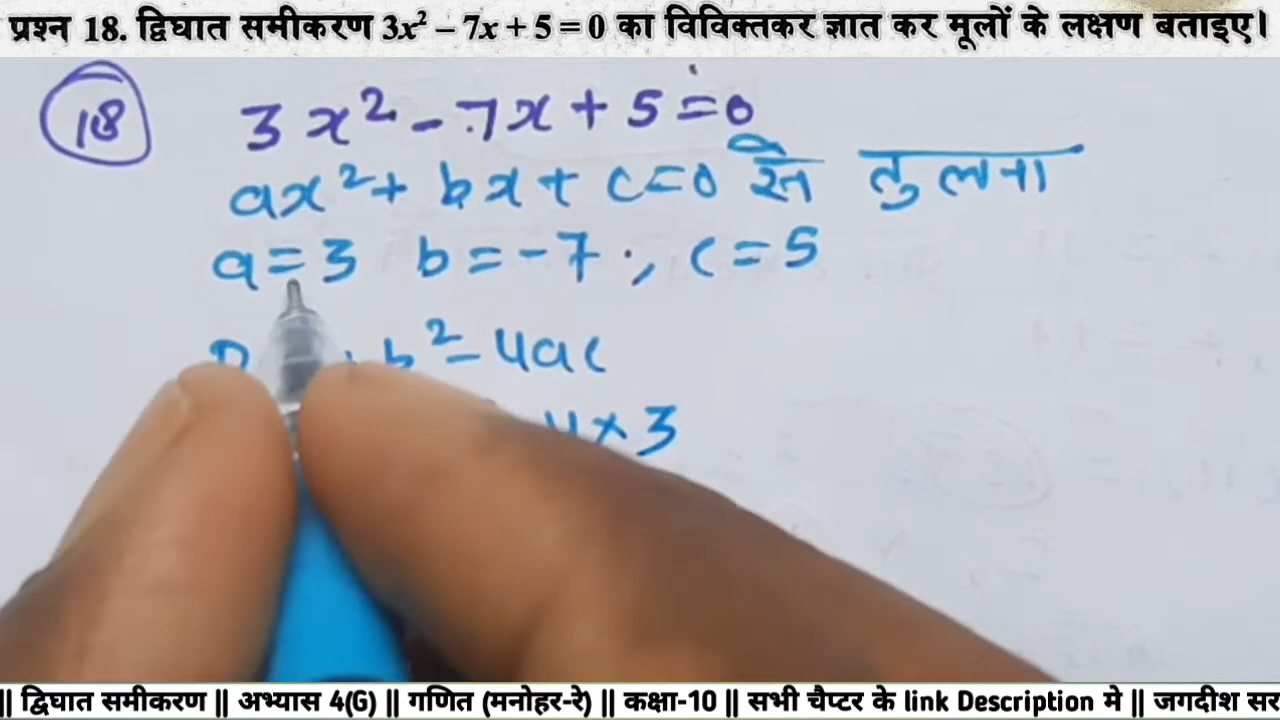 प्रश्न 18. द्विघात समीकरण 3x² – 7x + 5 = 0 का विविक्तकर ज्ञात कर मूलों के लक्षण बताइए।
18
3x² - 7x + 5 = 0
ax² + bx + c = 0 से तुलना
a = 3 b = -7 , c = 5
b² - 4ac
4 × 3
|| द्विघात समीकरण || अभ्यास 4(G) || गणित (मनोहर-रे) || कक्षा-10 || सभी चैप्टर के link Description मे || जगदीश सर